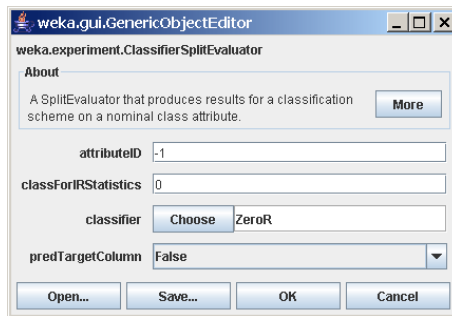 weka.gui.GenericObjectEditor
weka.experiment.ClassifierSplitEvaluator
About
A SplitEvaluator that produces results for a classification
scheme on a nominal class attribute.
More
attributeID -1
classForIRStatistics 0
classifier Choose ZeroR
predTargetColumn False
Open... Save... OK Cancel